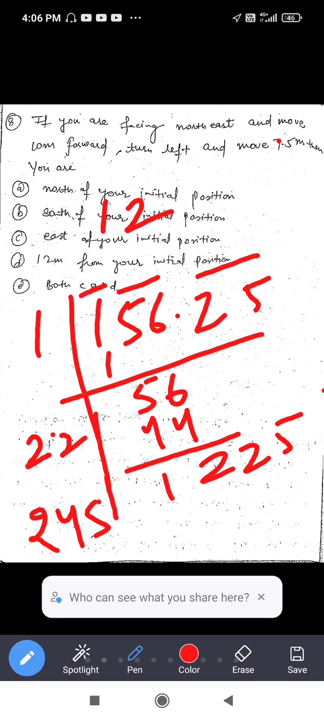 4:06 PM
46
8 If you are facing north east and move
10m forward, turn left and move 7.5m then
You are
a north of your initial position
b south of your initial position
c east of your initial position
d 12m from your initial position
e Both c and d
12
1 156.25
1
56
22 44
1225
245
Who can see what you share here? ×
Spotlight Pen Color Erase Save